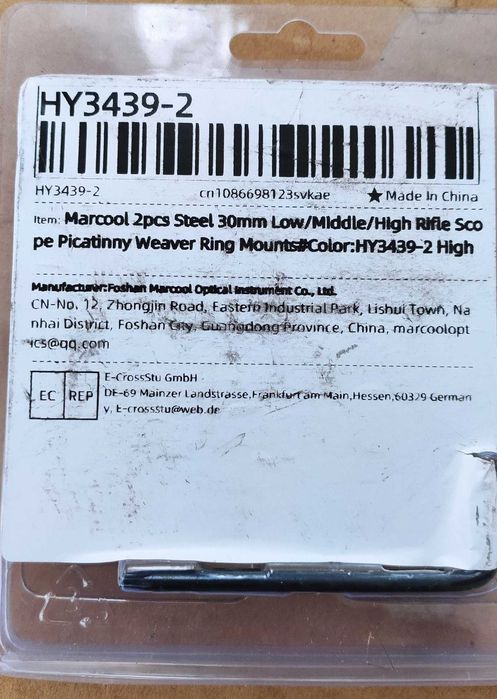 HY3439-2
HY3439-2 cn1086698123svkae ★ Made In China
Item: Marcool 2pcs Steel 30mm Low/Middle/High Rifle Sco
pe Picatinny Weaver Ring Mounts#Color:HY3439-2 High
Manufacturer:Foshan Marcool Optical Instrument Co., Ltd.
CN-No. 12, Zhongjin Road, Eastern Industrial Park, Lishui Town, Na
nhai District, Foshan City, Guangdong Province, China, marcoolopt
ics@qq.com
EC REP
E-CrossStu GmbH
DE-69 Mainzer Landstrasse,Frankfurt am Main,Hessen,60329 German
y, E-crossstu@web.de